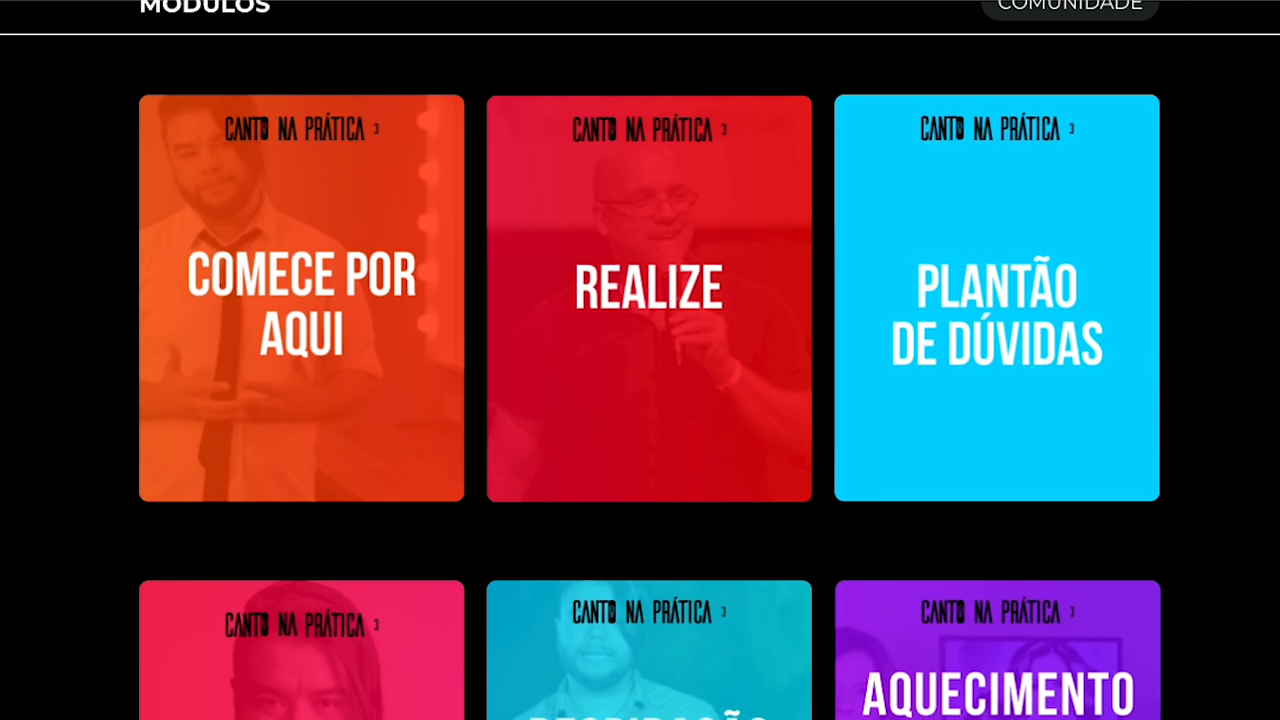 MÓDULOS
COMUNIDADE
CANTO NA PRÁTICA 3
COMECE POR
AQUI
CANTO NA PRÁTICA 3
REALIZE
CANTO NA PRÁTICA 3
PLANTÃO
DE DÚVIDAS
CANTO NA PRÁTICA 3
CANTO NA PRÁTICA 3
RESPIRAÇÃO
CANTO NA PRÁTICA 3
AQUECIMENTO